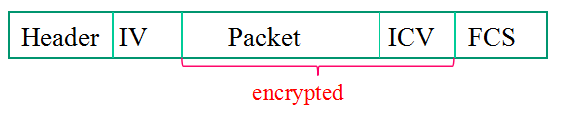 Header IV Packet ICV FCS
encrypted